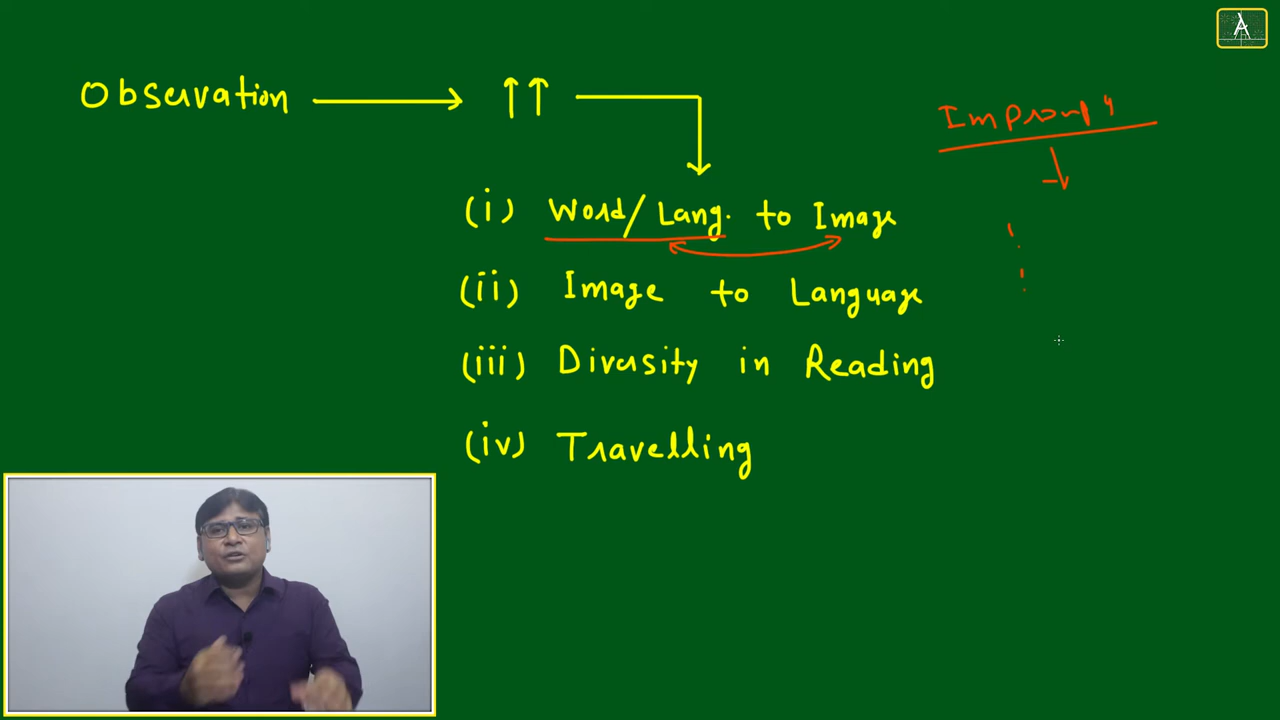 Observation → ↑↑
(i) Word/Lang. to Image
(ii) Image to Language
(iii) Diversity in Reading
(iv) Travelling